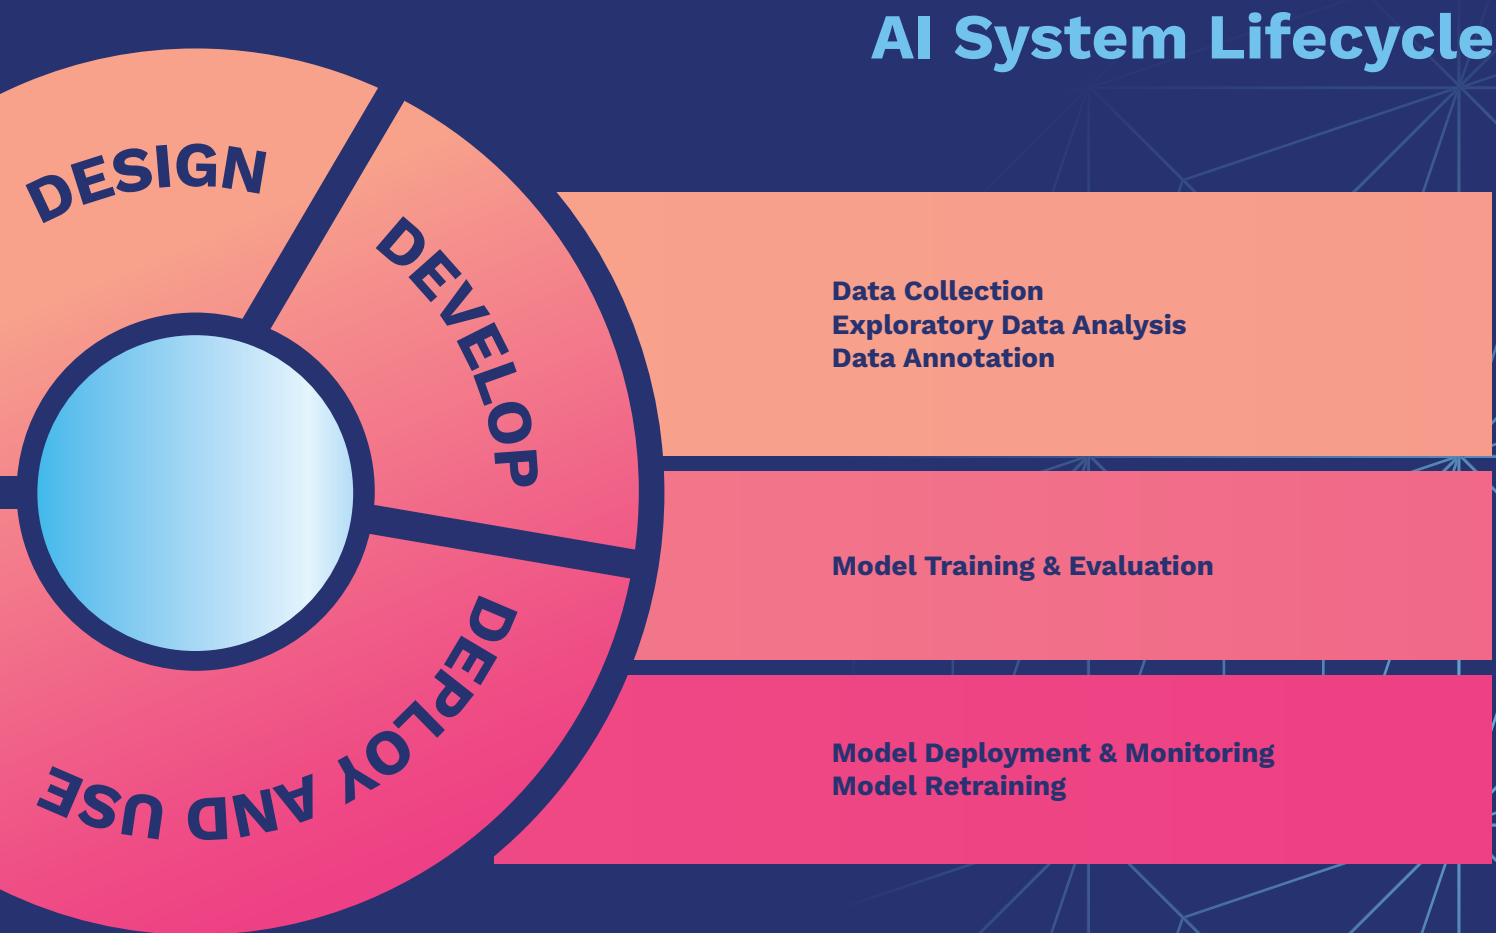 AI System Lifecycle
DESIGN
DEVELOP
DEPLOY AND USE
Data Collection
Exploratory Data Analysis
Data Annotation
Model Training & Evaluation
Model Deployment & Monitoring
Model Retraining